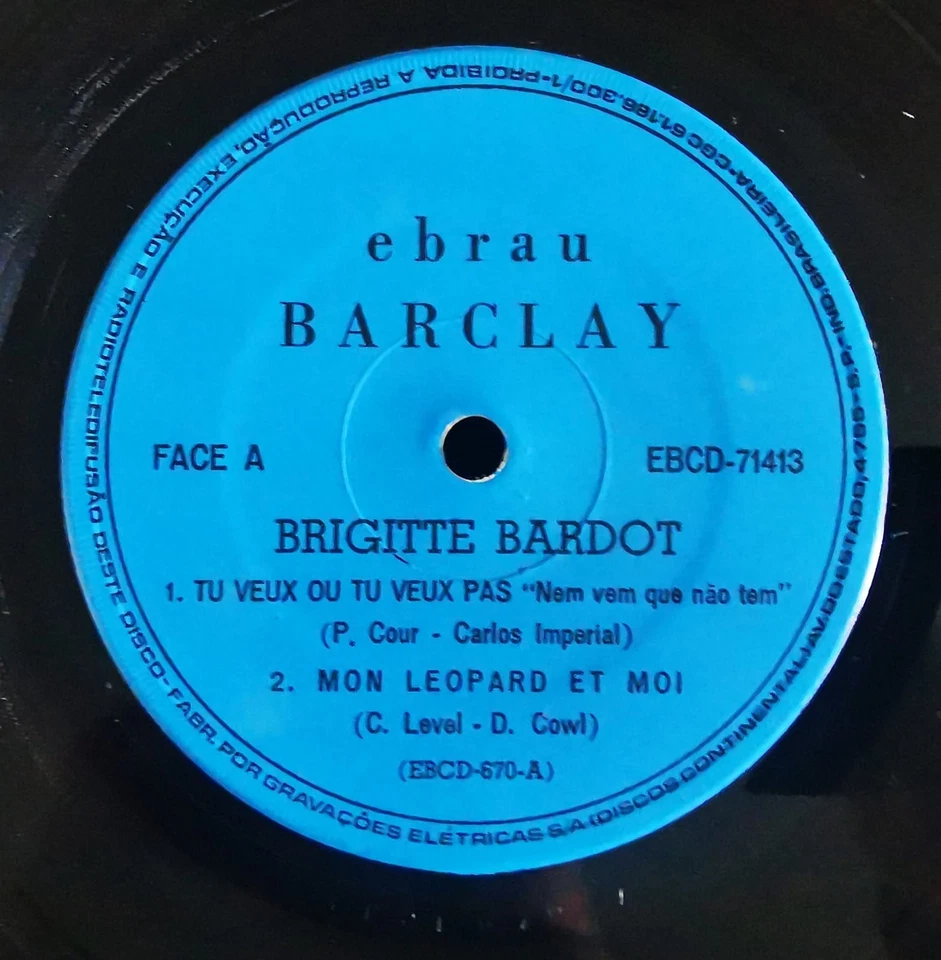 ebrau
BARCLAY
FACE A
EBCD-71413
BRIGITTE BARDOT
1. TU VEUX OU TU VEUX PAS "Nem vem que não tem"
(P. Cour - Carlos Imperial)
2. MON LEOPARD ET MOI
(C. Level - D. Cowl)
(EBCD-670-A)
FABR. POR GRAVAÇÕES ELÉTRICAS S.A. (DISCOS CONTINENTAL) AV. DO ESTADO, 4.755-S.P.-"IND. BRASILEIRA" CGC 61.186.300/1-PROIBIDA A REPRODUÇÃO, EXECUÇÃO E RADIOTELEDIFUSÃO DESTE DISCO-